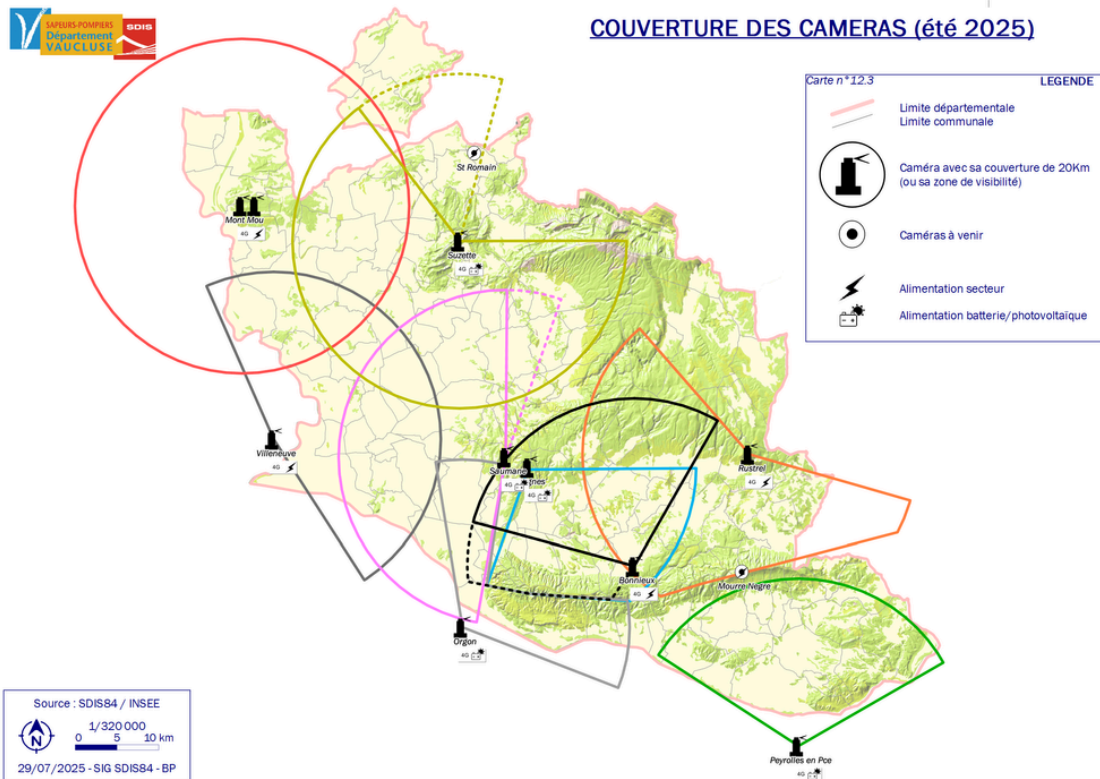 SAPEURS-POMPIERS
Département
VAUCLUSE
SDIS
COUVERTURE DES CAMERAS (été 2025)
Carte n°12.3
LEGENDE
Limite départementale
Limite communale
Caméra avec sa couverture de 20Km
(ou sa zone de visibilité)
Caméras à venir
Alimentation secteur
Alimentation batterie/photovoltaïque
St Romain
Mont Mou
4G
Suzette
4G
Villeneuve
4G
Saumane
4G
gnes
4G
Rustrel
4G
Bonnieux
4G
Mourre Nègre
Orgon
4G
Peyrolles en Pce
4G
Source : SDIS84 / INSEE
N
1/320 000
0 5 10 km
29/07/2025 - SIG SDIS84 - BP